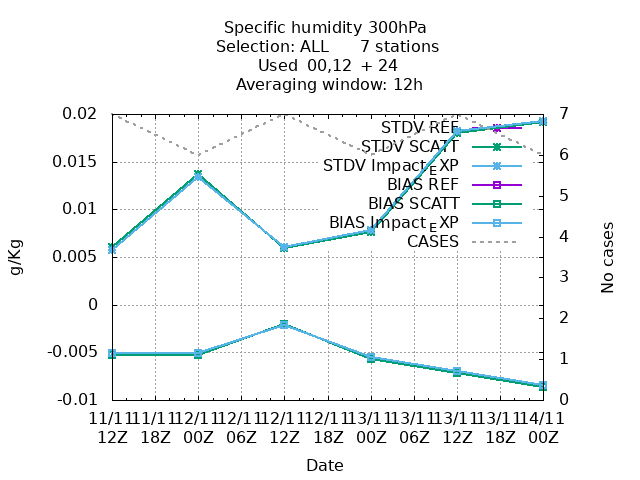 Specific humidity 300hPa
Selection: ALL 7 stations
Used 00,12 + 24
Averaging window: 12h
0.02
0.015
0.01
0.005
0
-0.005
-0.01
g/Kg
7
6
5
4
3
2
1
0
No cases
STDV REF
STDV SCATT
STDV Impact_EXP
BIAS REF
BIAS SCATT
BIAS Impact_EXP
CASES
11/11 11/11 12/11 12/11 12/11 12/11 13/11 13/11 13/11 13/11 14/11
12Z 18Z 00Z 06Z 12Z 18Z 00Z 06Z 12Z 18Z 00Z
Date